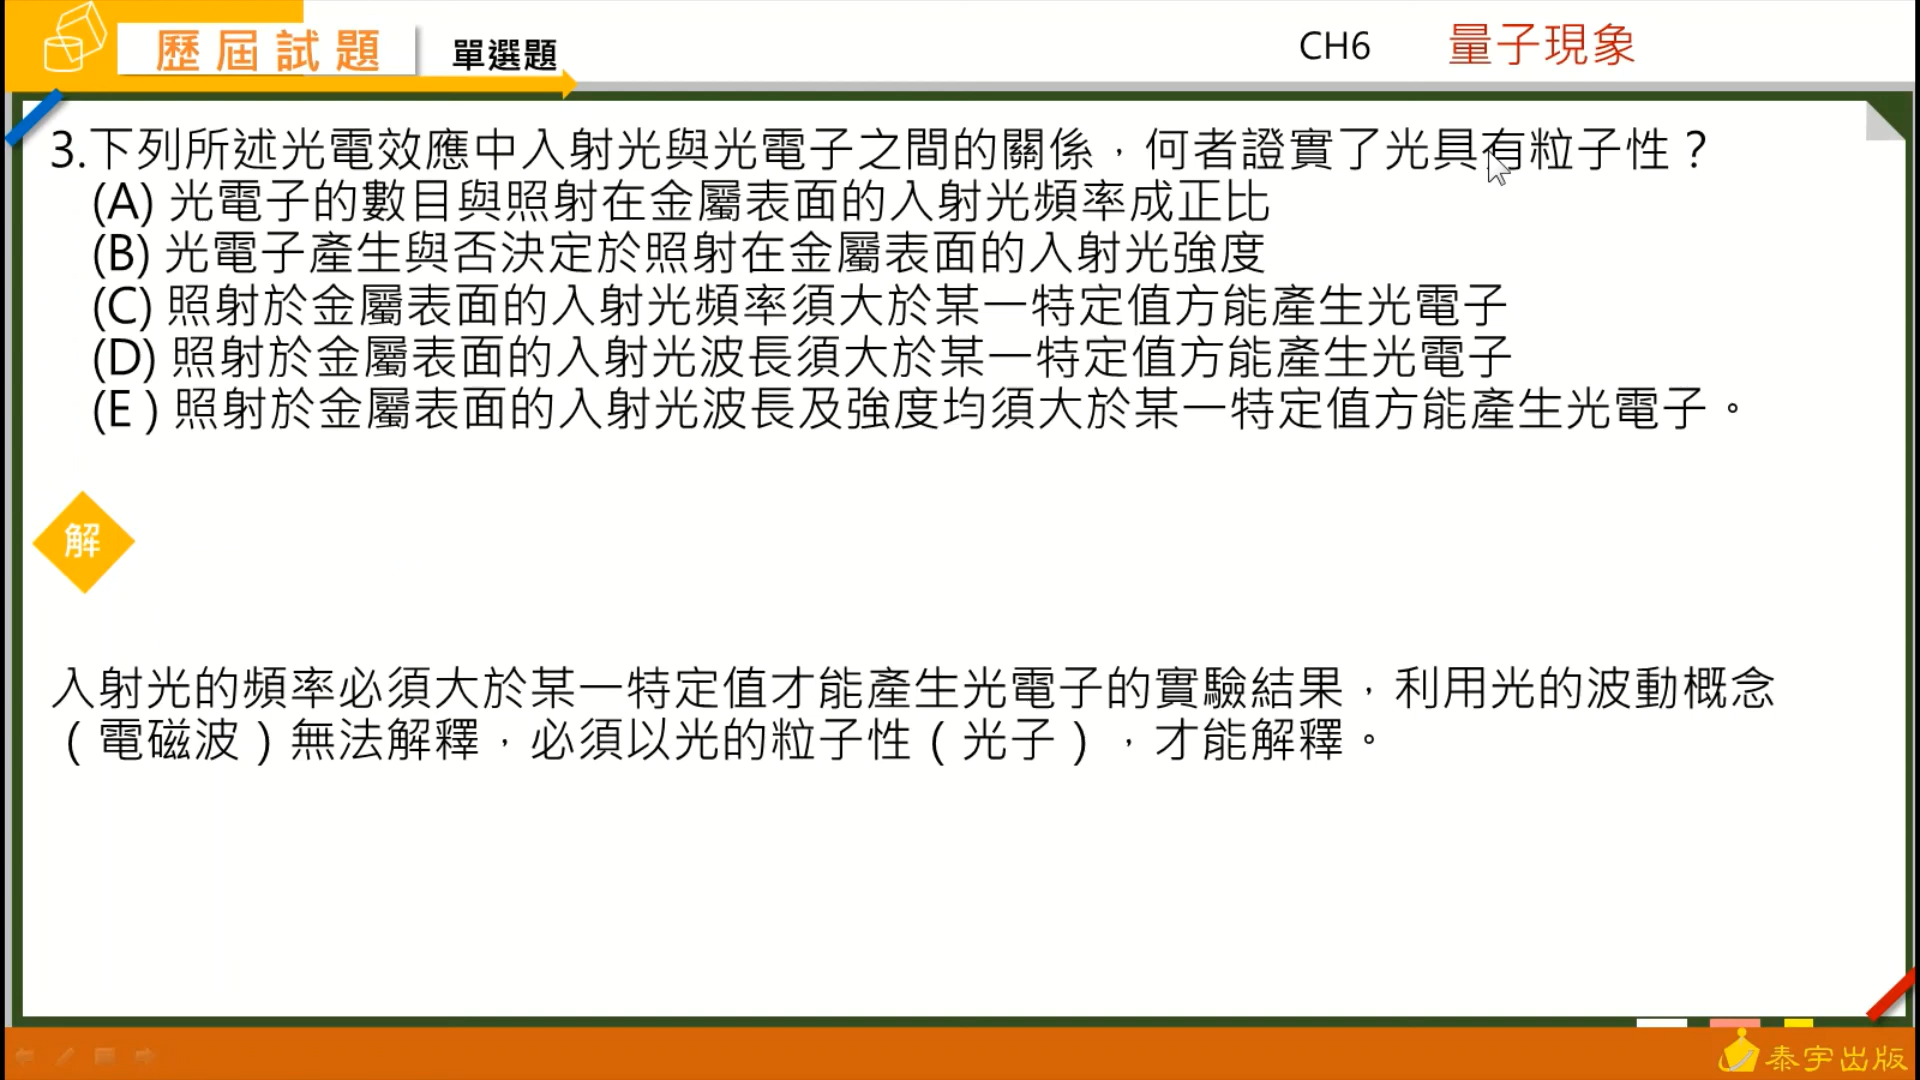 歷屆試題
單選題
CH6 量子現象
3.下列所述光電效應中入射光與光電子之間的關係，何者證實了光具有粒子性？
(A) 光電子的數目與照射在金屬表面的入射光頻率成正比
(B) 光電子產生與否決定於照射在金屬表面的入射光強度
(C) 照射於金屬表面的入射光頻率須大於某一特定值方能產生光電子
(D) 照射於金屬表面的入射光波長須大於某一特定值方能產生光電子
(E ) 照射於金屬表面的入射光波長及強度均須大於某一特定值方能產生光電子。
解
入射光的頻率必須大於某一特定值才能產生光電子的實驗結果，利用光的波動概念
（電磁波）無法解釋，必須以光的粒子性（光子），才能解釋。
泰宇出版